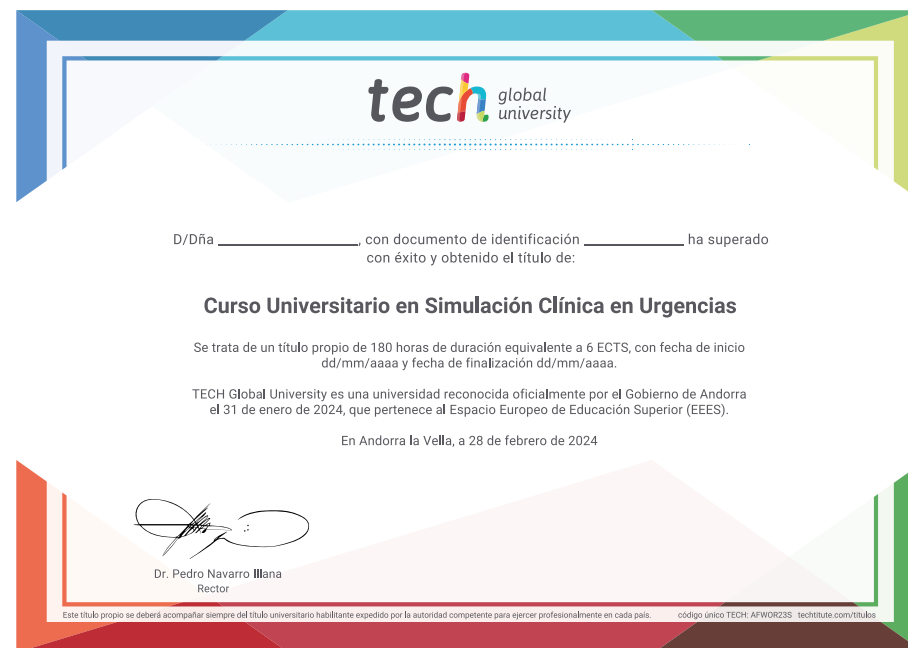 tech global university
D/Dña ______________, con documento de identificación __________ ha superado
con éxito y obtenido el título de:
Curso Universitario en Simulación Clínica en Urgencias
Se trata de un título propio de 180 horas de duración equivalente a 6 ECTS, con fecha de inicio
dd/mm/aaaa y fecha de finalización dd/mm/aaaa.
TECH Global University es una universidad reconocida oficialmente por el Gobierno de Andorra
el 31 de enero de 2024, que pertenece al Espacio Europeo de Educación Superior (EEES).
En Andorra la Vella, a 28 de febrero de 2024
Dr. Pedro Navarro Illana
Rector
Este título propio se deberá acompañar siempre del título universitario habilitante expedido por la autoridad competente para ejercer profesionalmente en cada país. código único TECH: AFWOR23S techtitute.com/titulos